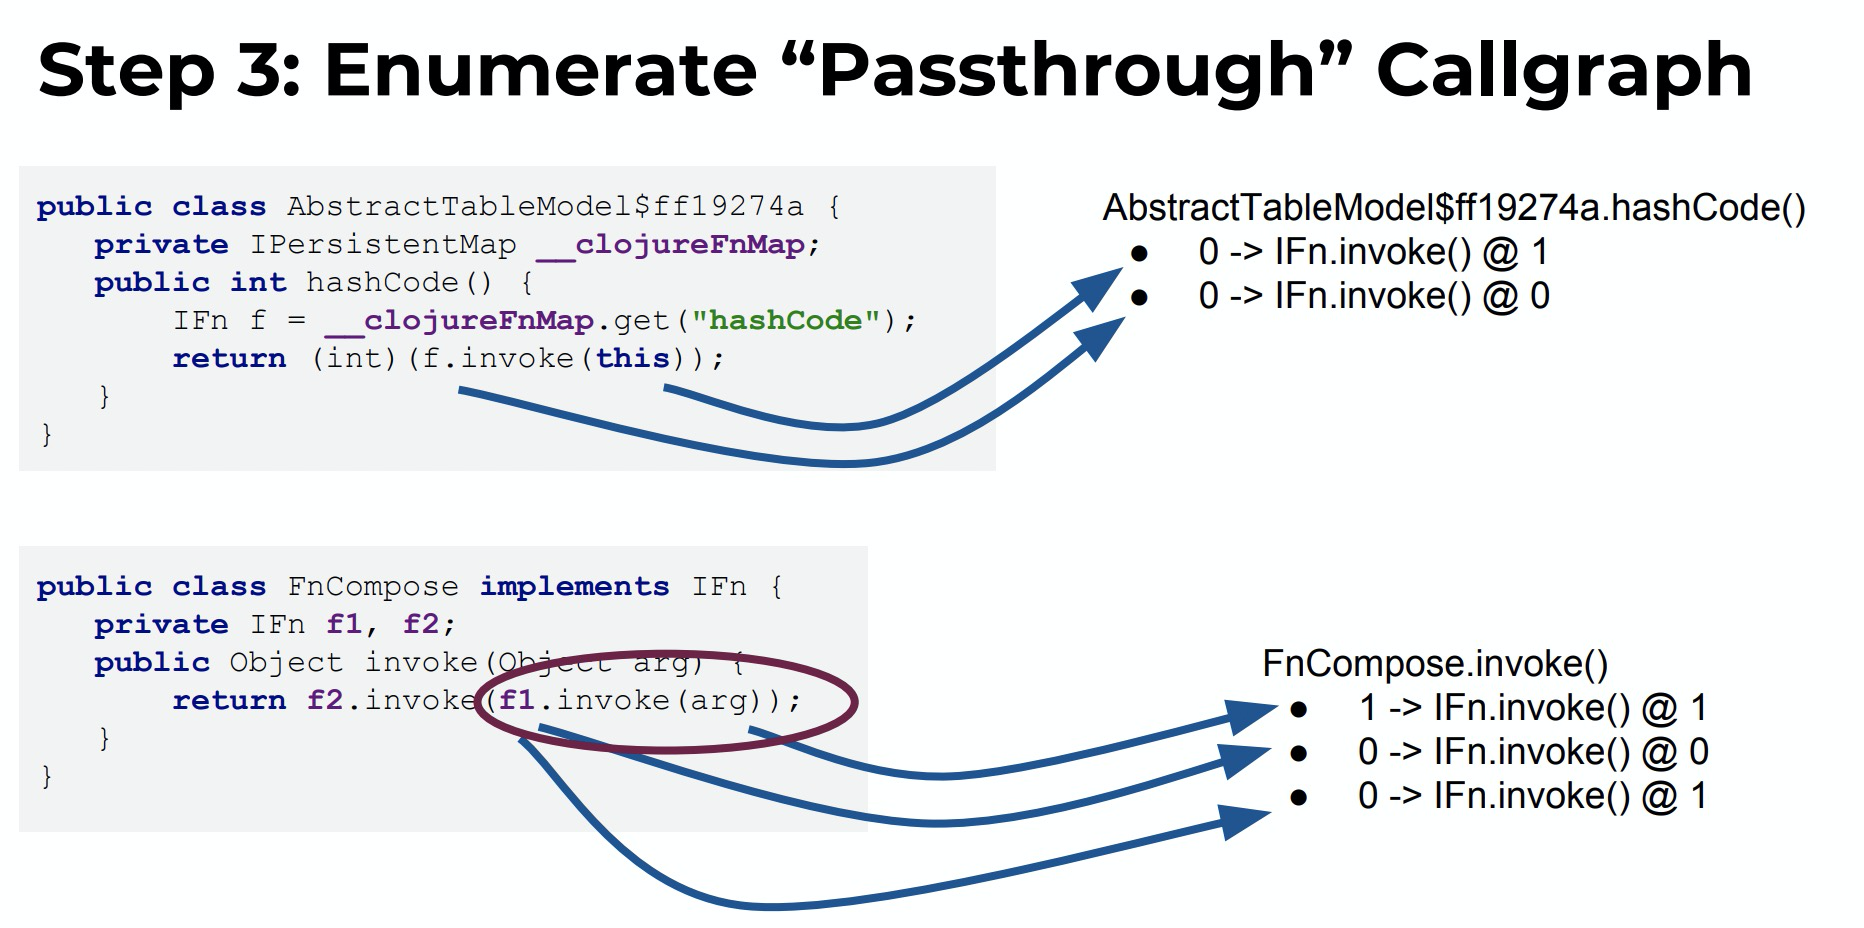 Step 3: Enumerate “Passthrough” Callgraph
public class AbstractTableModel$ff19274a {
private IPersistentMap __clojureFnMap;
public int hashCode() {
IFn f = __clojureFnMap.get("hashCode");
return (int)(f.invoke(this));
}
}
AbstractTableModel$ff19274a.hashCode()
● 0 -> IFn.invoke() @ 1
● 0 -> IFn.invoke() @ 0
public class FnCompose implements IFn {
private IFn f1, f2;
public Object invoke(Object arg) {
return f2.invoke(f1.invoke(arg));
}
}
FnCompose.invoke()
● 1 -> IFn.invoke() @ 1
● 0 -> IFn.invoke() @ 0
● 0 -> IFn.invoke() @ 1